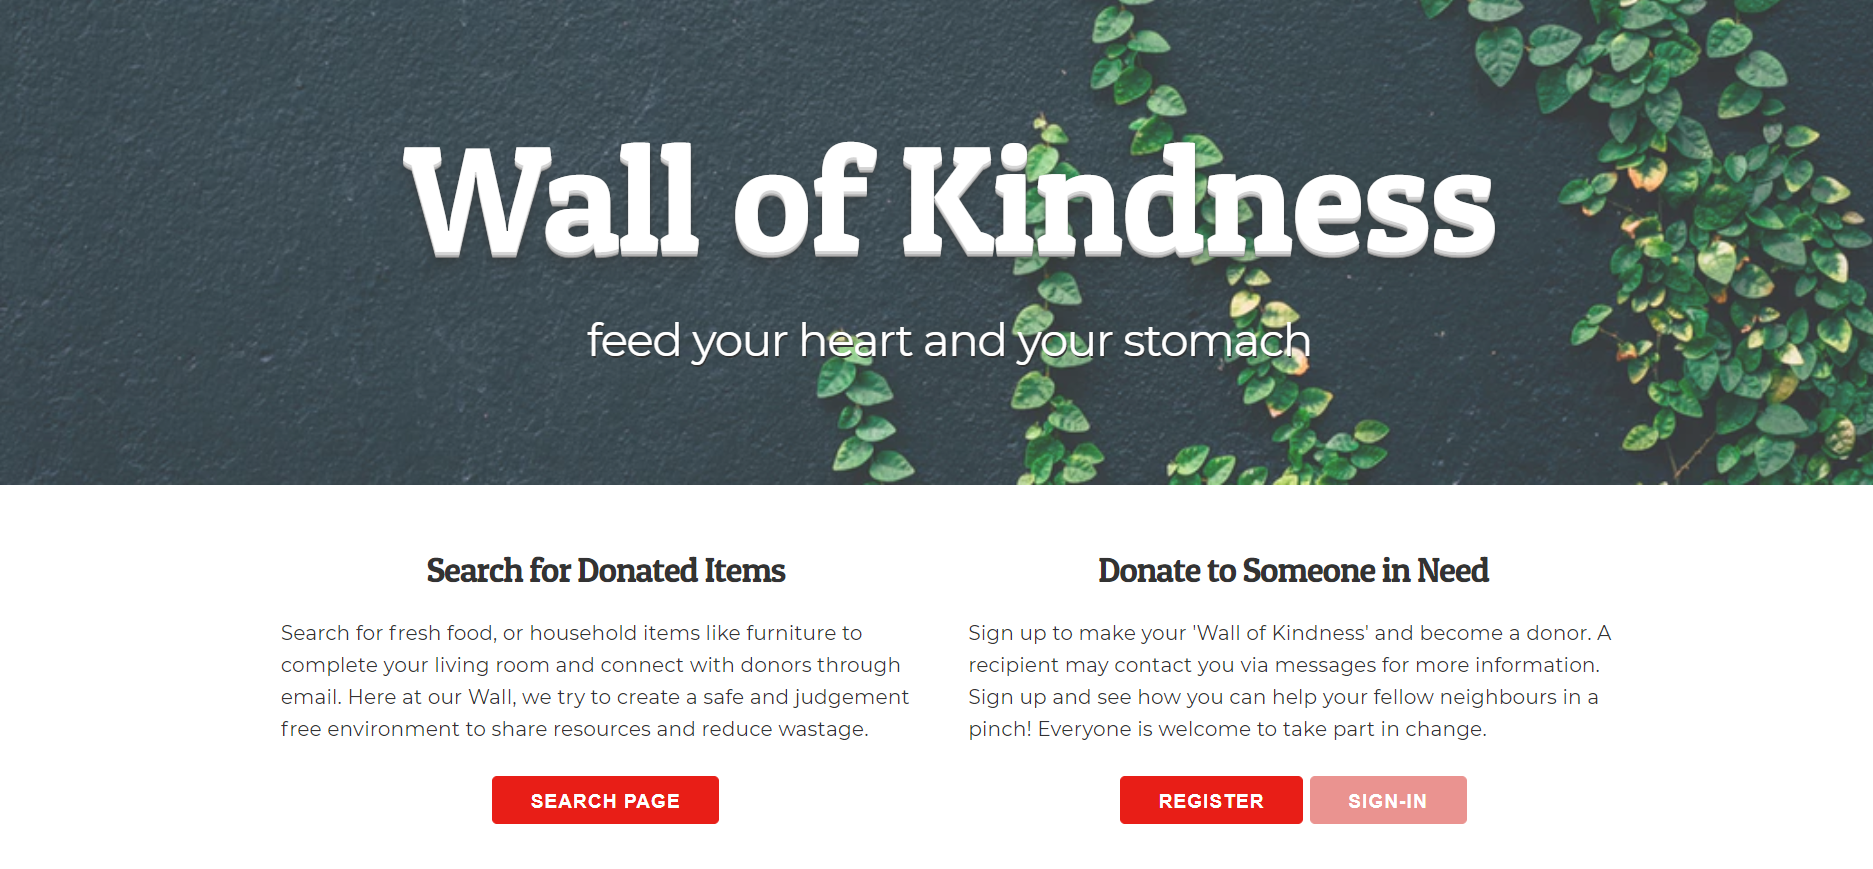 Wall of Kindness
feed your heart and your stomach
Search for Donated Items
Search for fresh food, or household items like furniture to
complete your living room and connect with donors through
email. Here at our Wall, we try to create a safe and judgement
free environment to share resources and reduce wastage.
SEARCH PAGE
Donate to Someone in Need
Sign up to make your 'Wall of Kindness' and become a donor. A
recipient may contact you via messages for more information.
Sign up and see how you can help your fellow neighbours in a
pinch! Everyone is welcome to take part in change.
REGISTER SIGN-IN